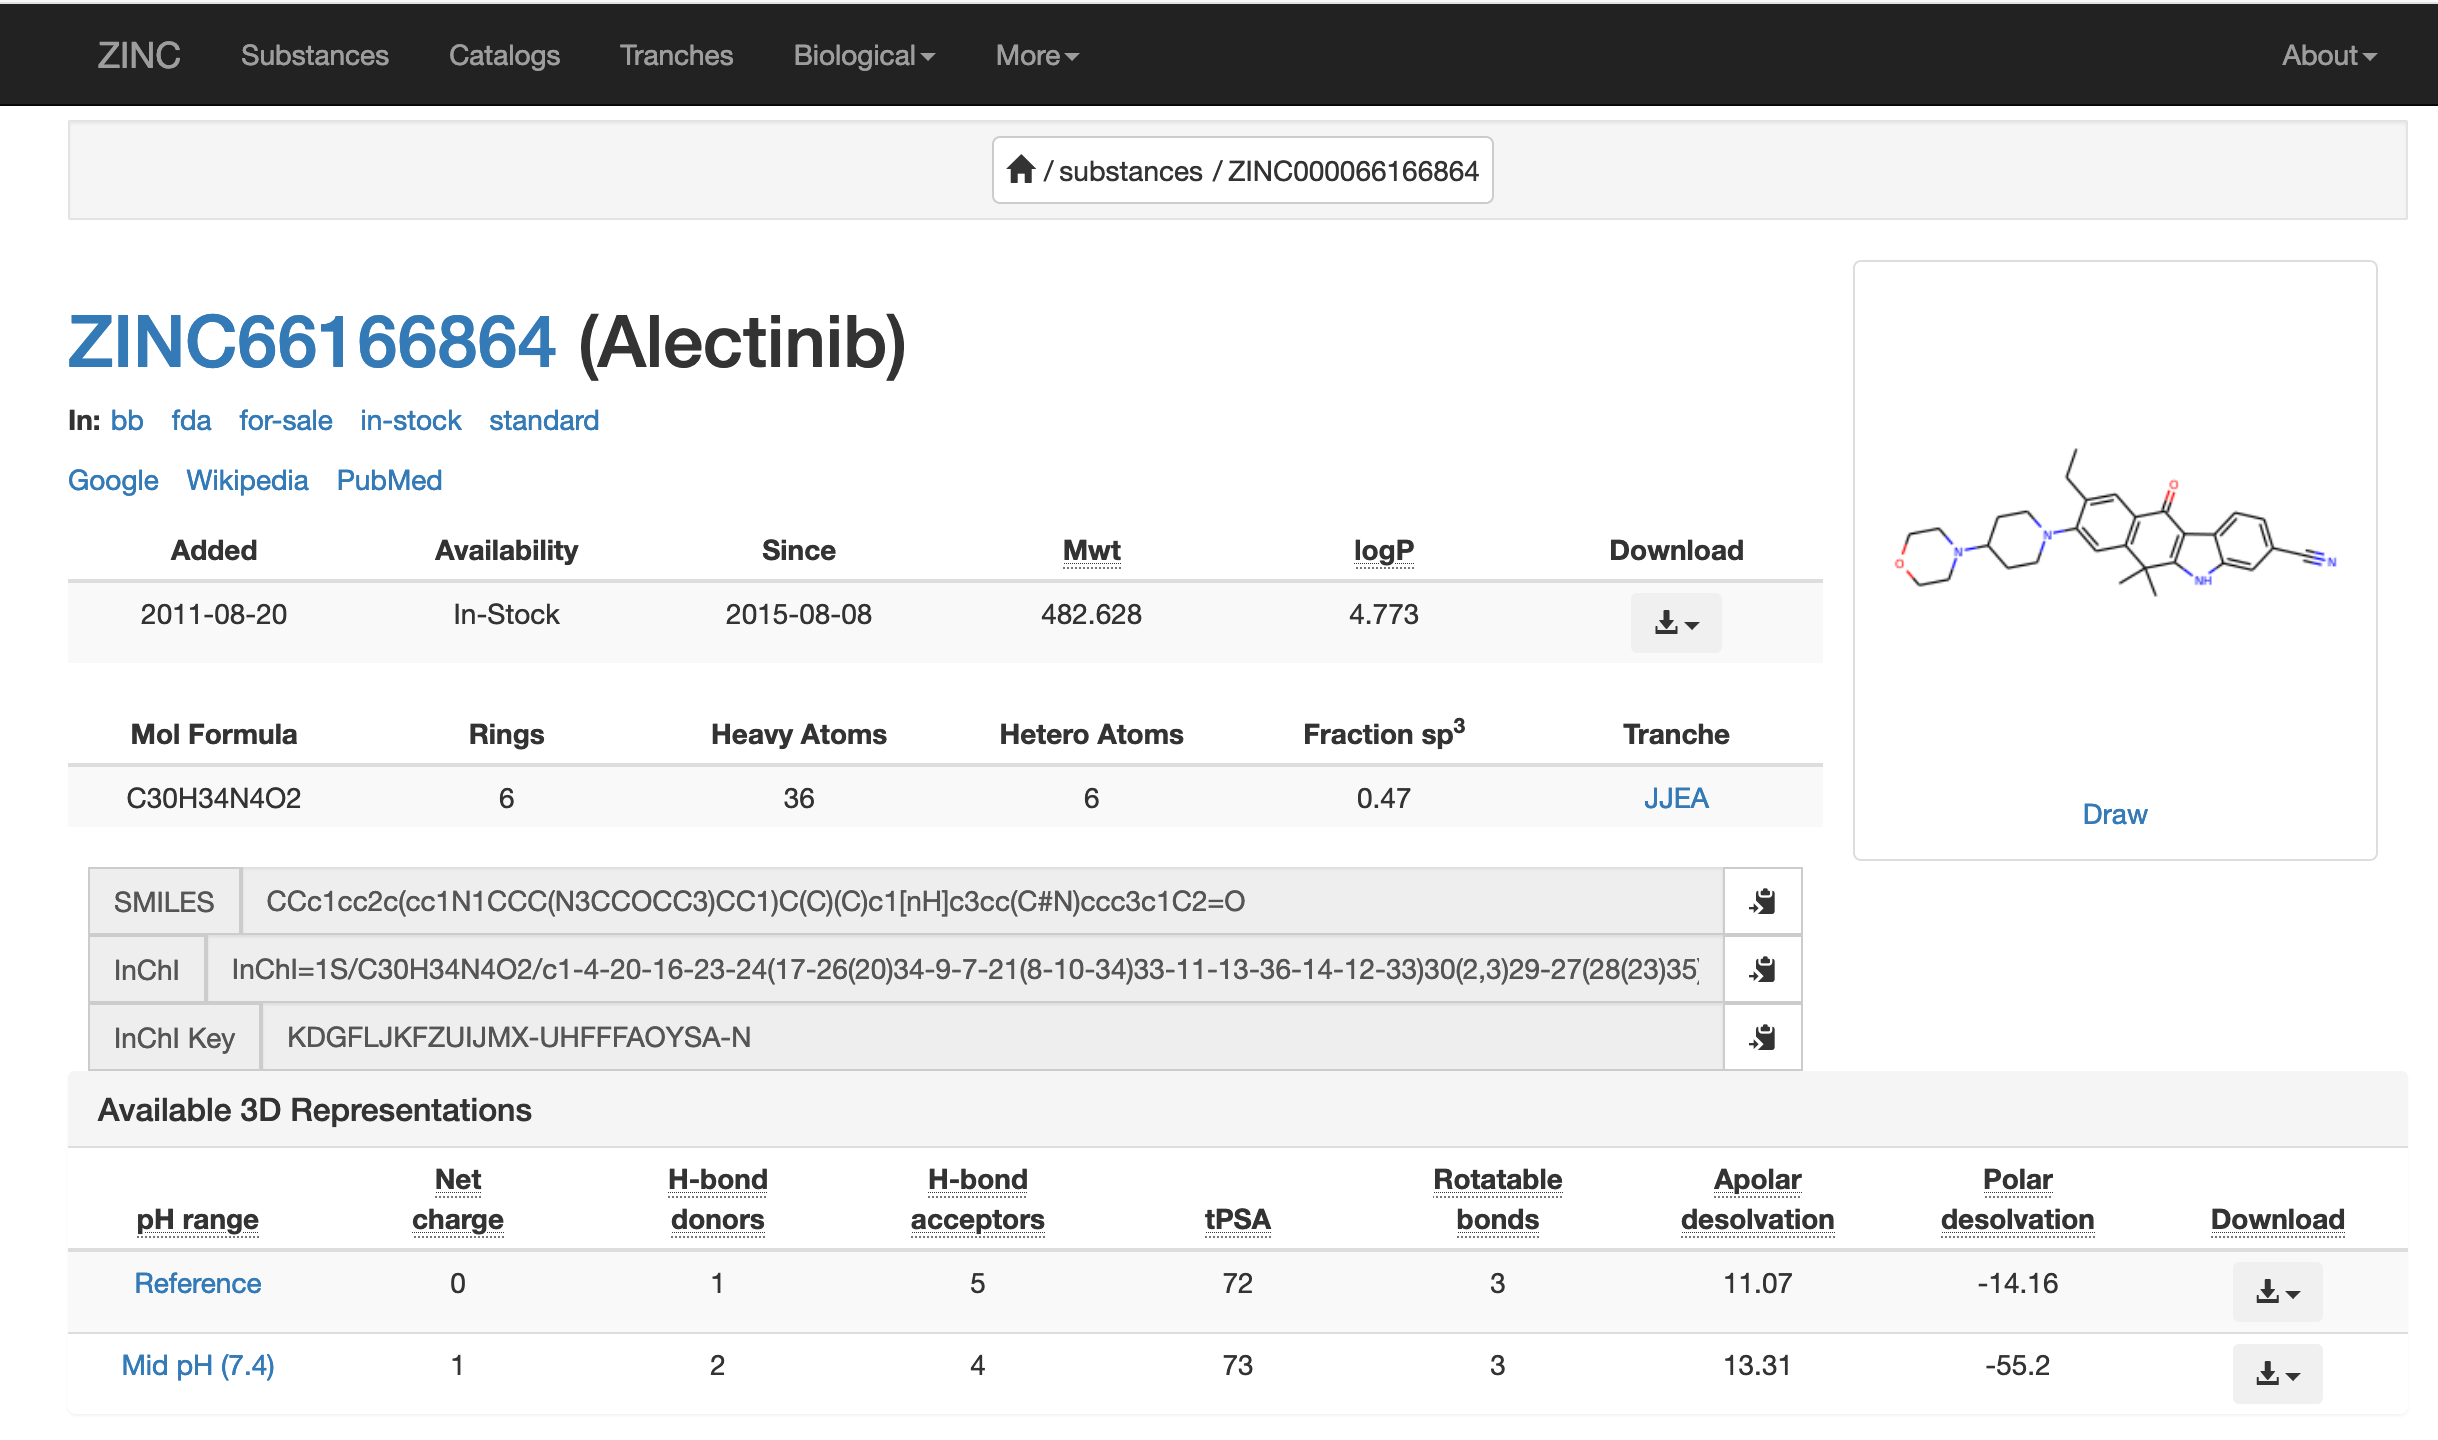 ZINC Substances Catalogs Tranches Biological More About
/ substances / ZINC000066166864
ZINC66166864 (Alectinib)
In: bb fda for-sale in-stock standard
Google Wikipedia PubMed
Added Availability Since Mwt logP Download
2011-08-20 In-Stock 2015-08-08 482.628 4.773
Mol Formula Rings Heavy Atoms Hetero Atoms Fraction sp3 Tranche
C30H34N4O2 6 36 6 0.47 JJEA
O
O N N NH N
Draw
SMILES CCc1cc2c(cc1N1CCC(N3CCOCC3)CC1)C(C)(C)c1[nH]c3cc(C#N)ccc3c1C2=O
InChI InChI=1S/C30H34N4O2/c1-4-20-16-23-24(17-26(20)34-9-7-21(8-10-34)33-11-13-36-14-12-33)30(2,3)29-27(28(23)35)
InChI Key KDGFLJKFZUIJMX-UHFFFAOYSA-N
Available 3D Representations
pH range Net charge H-bond donors H-bond acceptors tPSA Rotatable bonds Apolar desolvation Polar desolvation Download
Reference 0 1 5 72 3 11.07 -14.16
Mid pH (7.4) 1 2 4 73 3 13.31 -55.2